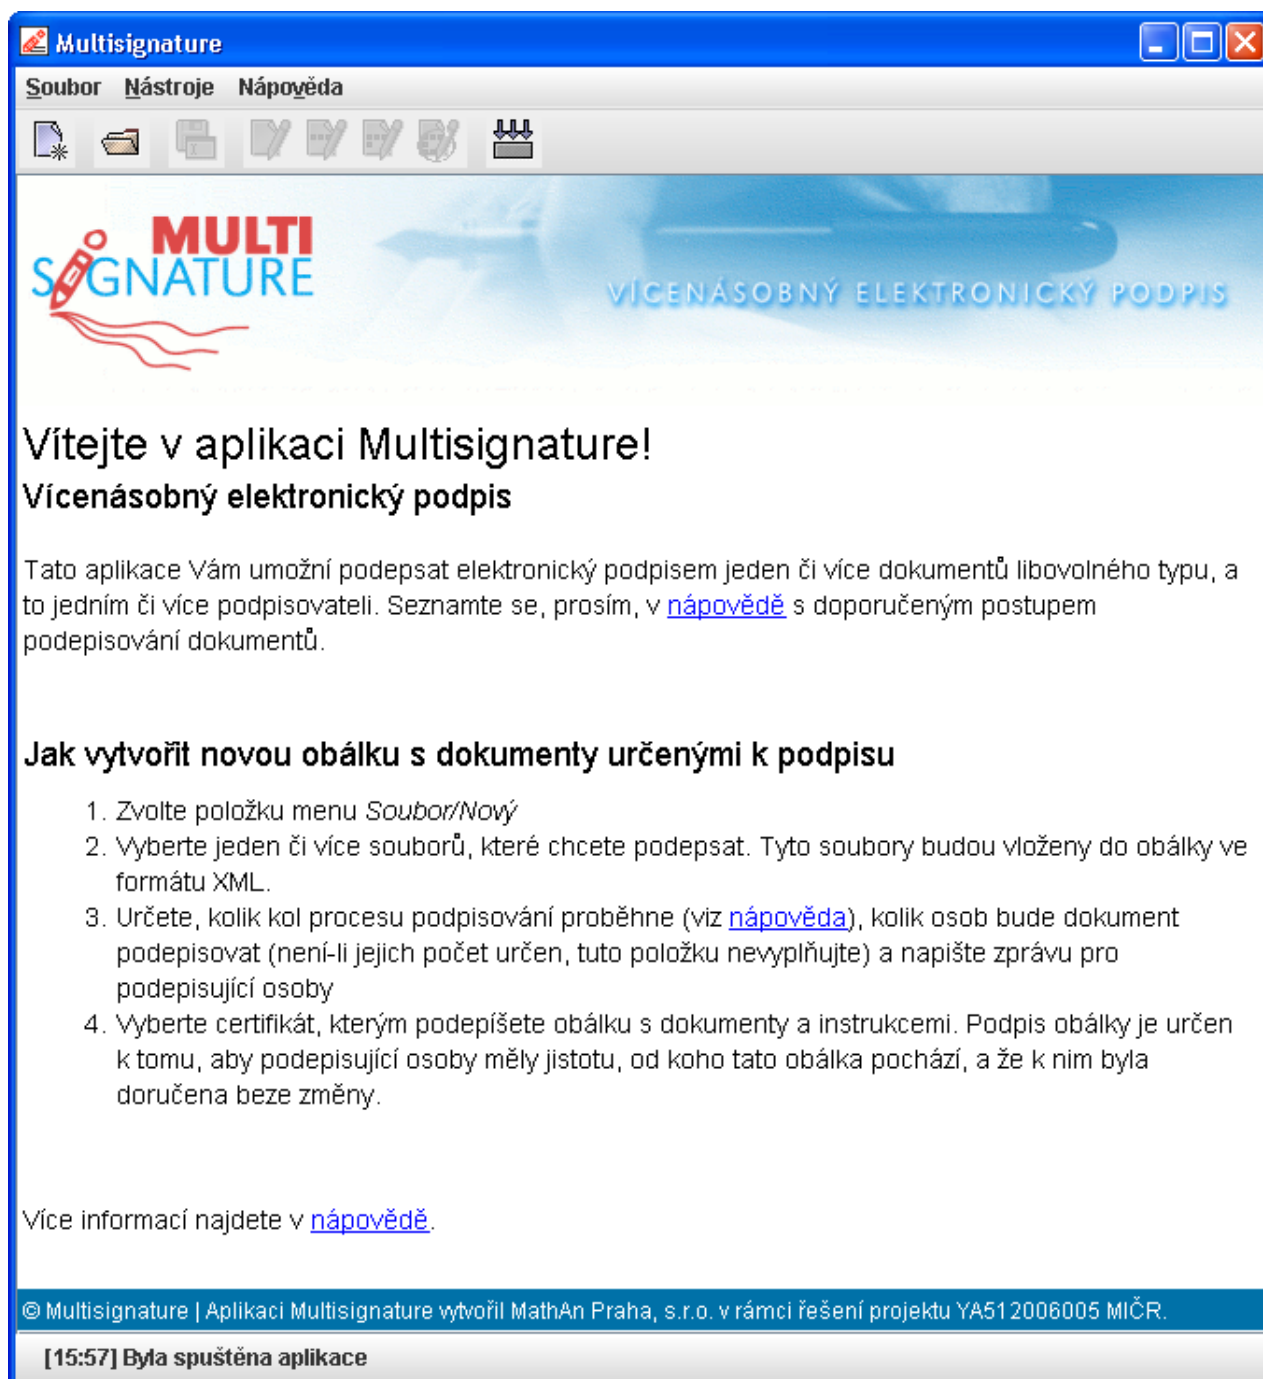 Multisignature
Soubor Nástroje Nápověda
MULTI
SIGNATURE
VÍCENÁSOBNÝ ELEKTRONICKÝ PODPIS
Vítejte v aplikaci Multisignature!
Vícenásobný elektronický podpis
Tato aplikace Vám umožní podepsat elektronický podpisem jeden či více dokumentů libovolného typu, a
to jedním či více podpisovateli. Seznamte se, prosím, v nápovědě s doporučeným postupem
podepisování dokumentů.
Jak vytvořit novou obálku s dokumenty určenými k podpisu
1. Zvolte položku menu Soubor/Nový
2. Vyberte jeden či více souborů, které chcete podepsat. Tyto soubory budou vloženy do obálky ve
formátu XML.
3. Určete, kolik kol procesu podpisování proběhne (viz nápověda), kolik osob bude dokument
podepisovat (není-li jejich počet určen, tuto položku nevyplňujte) a napište zprávu pro
podepisující osoby
4. Vyberte certifikát, kterým podepíšete obálku s dokumenty a instrukcemi. Podpis obálky je určen
k tomu, aby podepisující osoby měly jistotu, od koho tato obálka pochází, a že k nim byla
doručena beze změny.
Více informací najdete v nápovědě.
© Multisignature | Aplikaci Multisignature vytvořil MathAn Praha, s.r.o. v rámci řešení projektu YA512006005 MIČR.
[15:57] Byla spuštěna aplikace